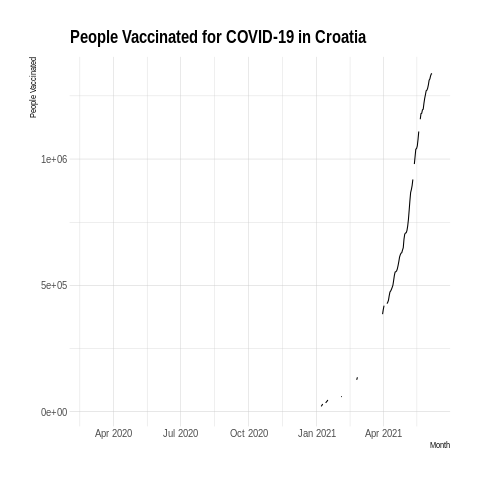 People Vaccinated for COVID-19 in Croatia
People Vaccinated
1e+06
5e+05
0e+00
Apr 2020 Jul 2020 Oct 2020 Jan 2021 Apr 2021
Month